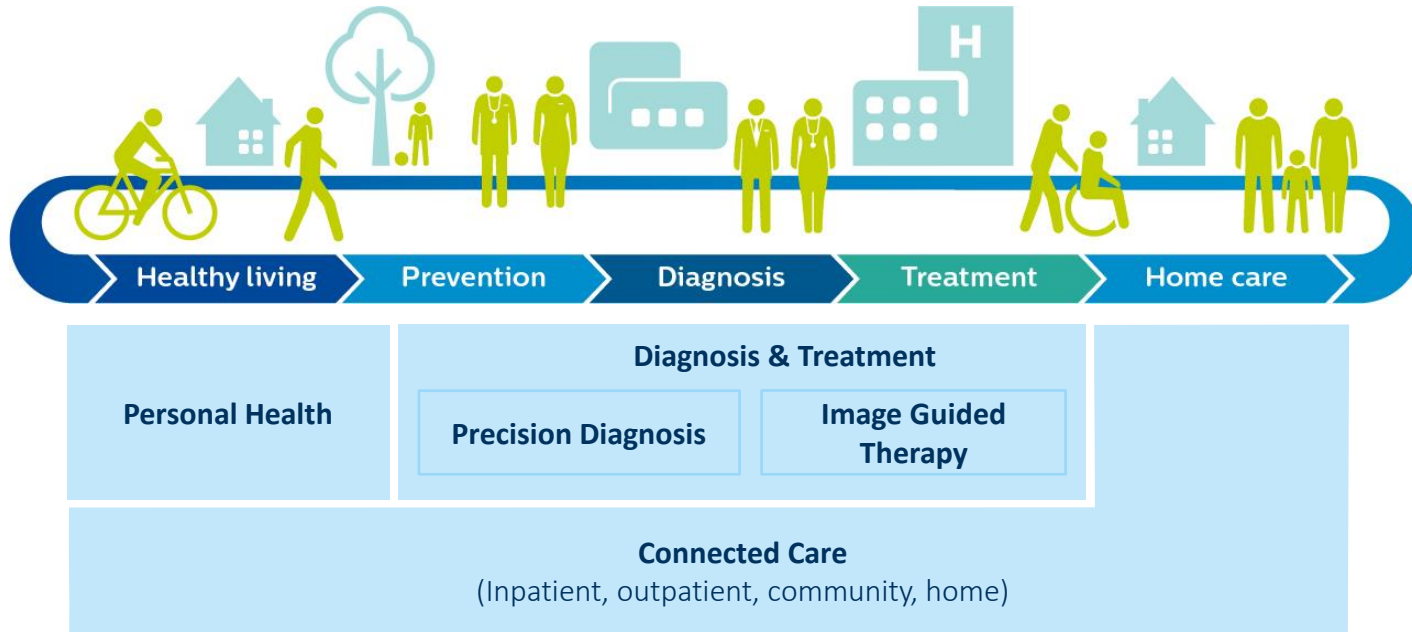 H
Healthy living
Prevention
Diagnosis
Treatment
Home care
Personal Health
Diagnosis & Treatment
Precision Diagnosis
Image Guided
Therapy
Connected Care
(Inpatient, outpatient, community, home)